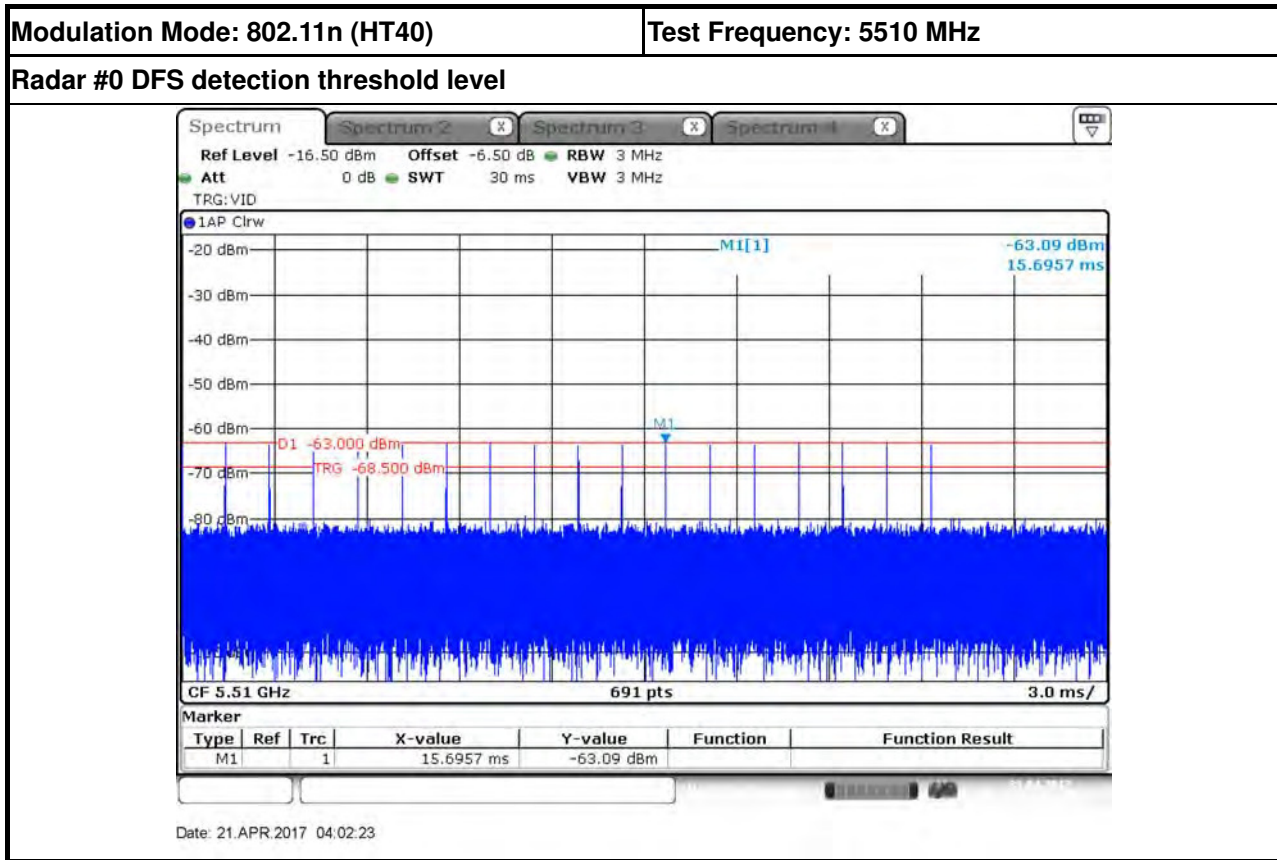 Modulation Mode: 802.11n (HT40) Test Frequency: 5510 MHz
Radar #0 DFS detection threshold level
Spectrum Spectrum 2 X Spectrum 3 X Spectrum 4 X
Ref Level -16.50 dBm Offset -6.50 dB RBW 3 MHz
Att 0 dB SWT 30 ms VBW 3 MHz
TRG:VID
1AP Clrw
-20 dBm M1[1] -63.09 dBm
15.6957 ms
-30 dBm
-40 dBm
-50 dBm
-60 dBm M1
D1 -63.000 dBm
TRG -68.500 dBm
-70 dBm
-80 dBm
CF 5.51 GHz 691 pts 3.0 ms/
Marker
Type Ref Trc X-value Y-value Function Function Result
M1 1 15.6957 ms -63.09 dBm
Date: 21.APR.2017 04:02:23